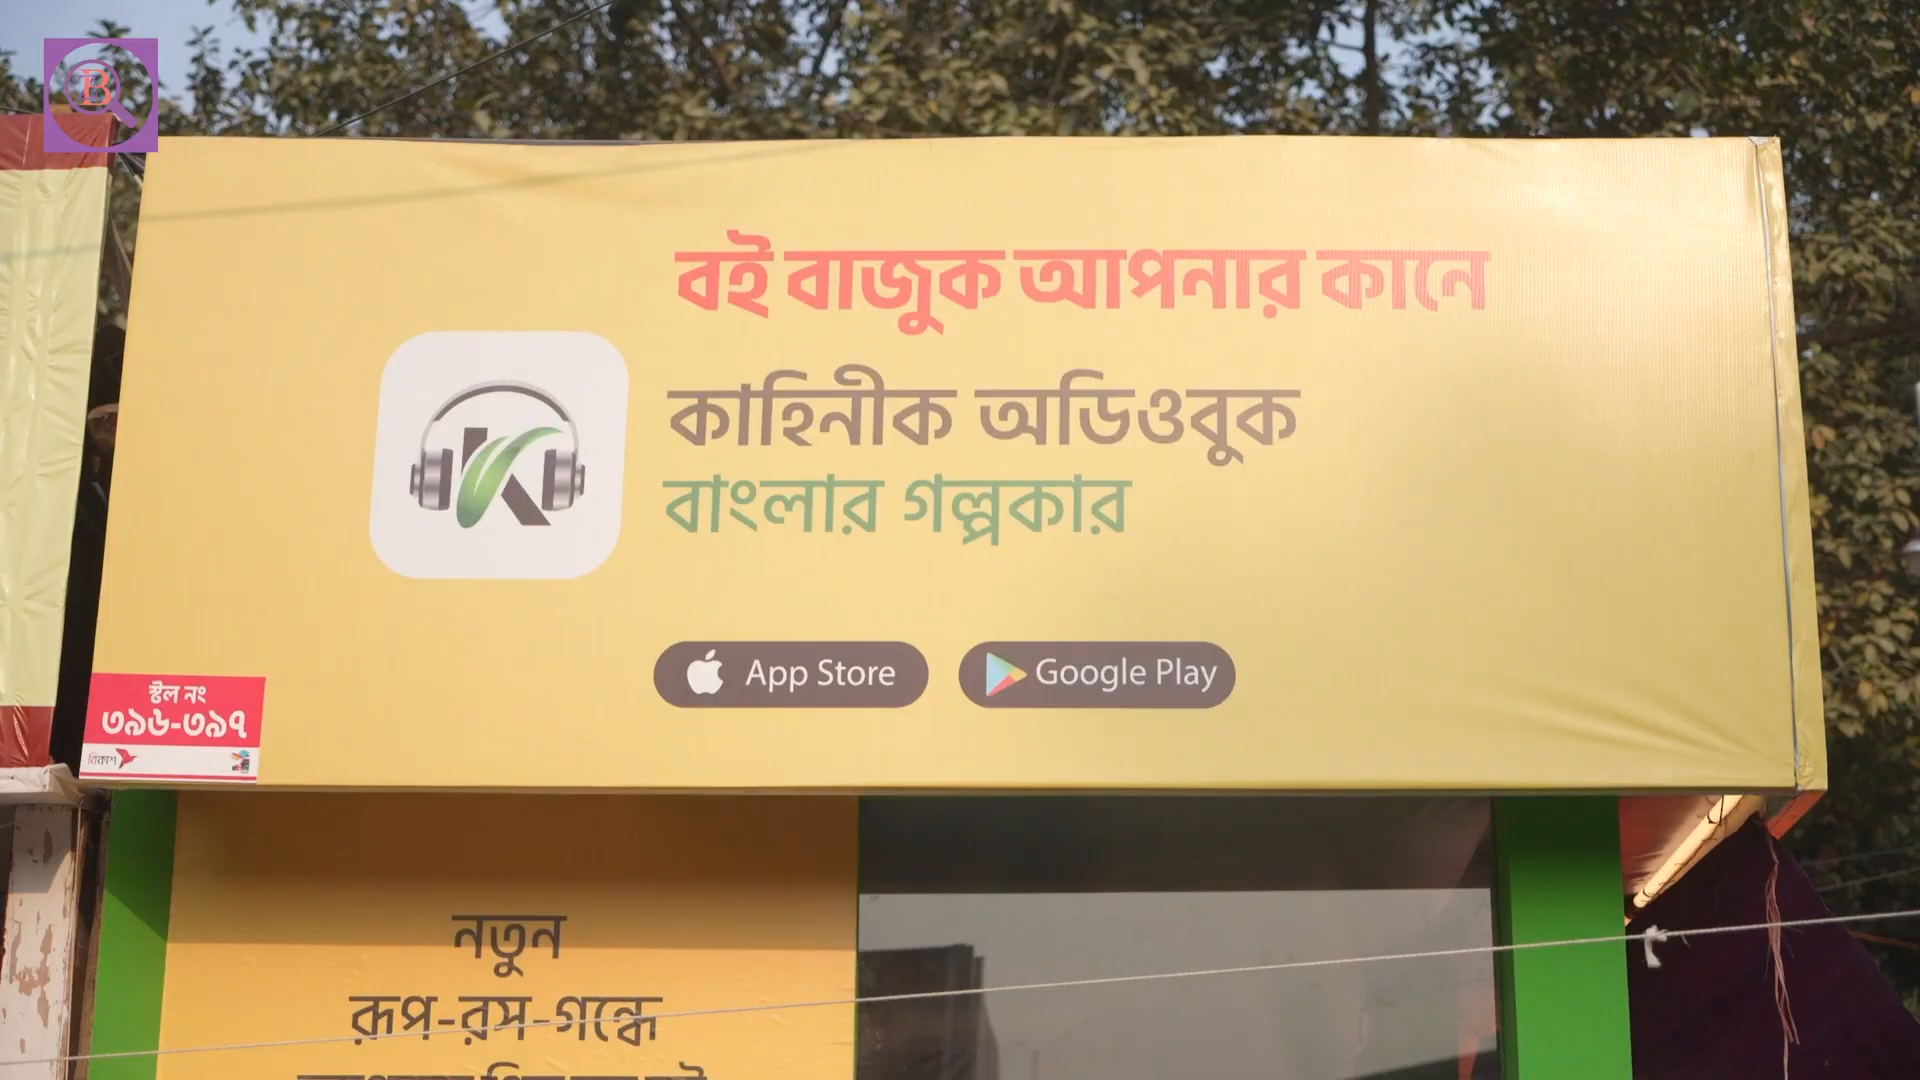 B
বই বাজুক আপনার কানে
কাহিনীক অডিওবুক
বাংলার গল্পকার
App Store
Google Play
স্টল নং
৩৯৬-৩৯৭
বিকাশ
নতুন
রূপ-রস-গন্ধে